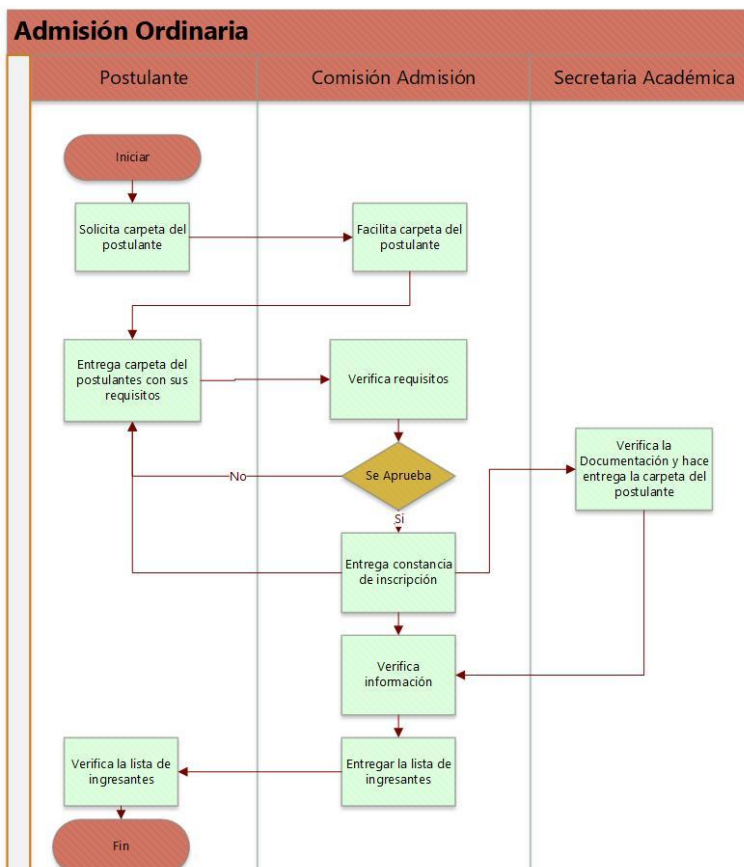 Admisión Ordinaria
Postulante
Comisión Admisión
Secretaria Académica
Iniciar
Solicita carpeta del
postulante
Facilita carpeta del
postulante
Entrega carpeta del
postulantes con sus
requisitos
Verifica requisitos
Se Aprueba
No
Si
Verifica la
Documentación y hace
entrega la carpeta del
postulante
Entrega constancia
de inscripción
Verifica
información
Entregar la lista de
ingresantes
Verifica la lista de
ingresantes
Fin